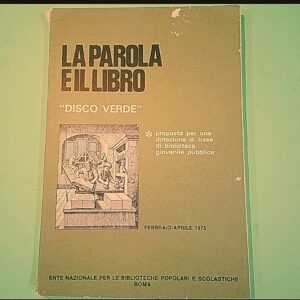 LA PAROLA
E IL LIBRO
"DISCO VERDE"
* proposta per una
dotazione di base
di biblioteca
giovanile pubblica
FEBBRAIO-APRILE 1973
ENTE NAZIONALE PER LE BIBLIOTECHE POPOLARI E SCOLASTICHE
ROMA